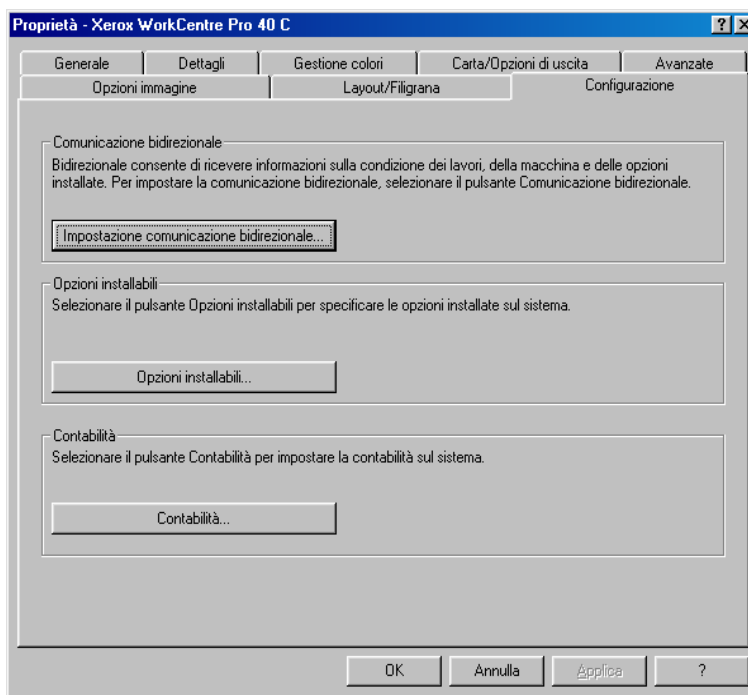 Proprietà - Xerox WorkCentre Pro 40 C
? X
Generale Dettagli Gestione colori Carta/Opzioni di uscita Avanzate
Opzioni immagine Layout/Filigrana Configurazione
Comunicazione bidirezionale
Bidirezionale consente di ricevere informazioni sulla condizione dei lavori, della macchina e delle opzioni
installate. Per impostare la comunicazione bidirezionale, selezionare il pulsante Comunicazione bidirezionale.
Impostazione comunicazione bidirezionale...
Opzioni installabili
Selezionare il pulsante Opzioni installabili per specificare le opzioni installate sul sistema.
Opzioni installabili...
Contabilità
Selezionare il pulsante Contabilità per impostare la contabilità sul sistema.
Contabilità...
OK Annulla Applica ?